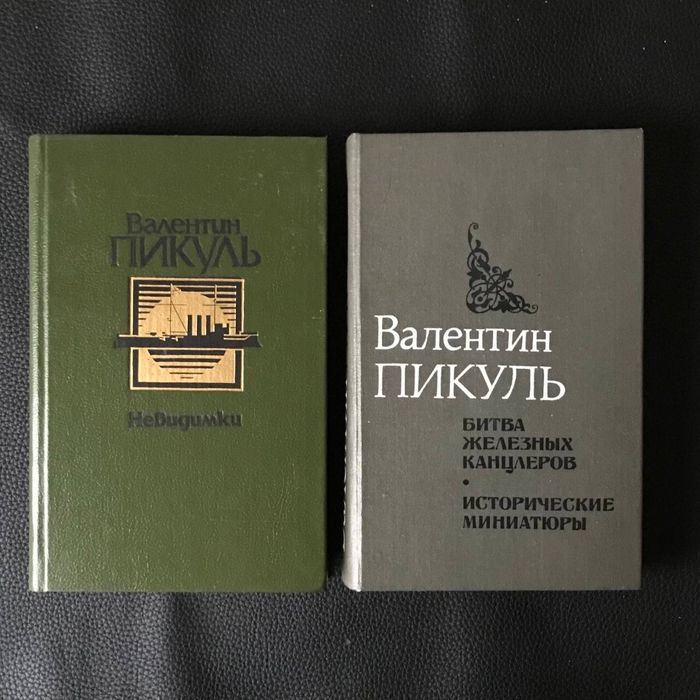 Валентин
ПИКУЛЬ
Невидимки
Валентин
ПИКУЛЬ
БИТВА
ЖЕЛЕЗНЫХ
КАНЦЛЕРОВ
•
ИСТОРИЧЕСКИЕ
МИНИАТЮРЫ